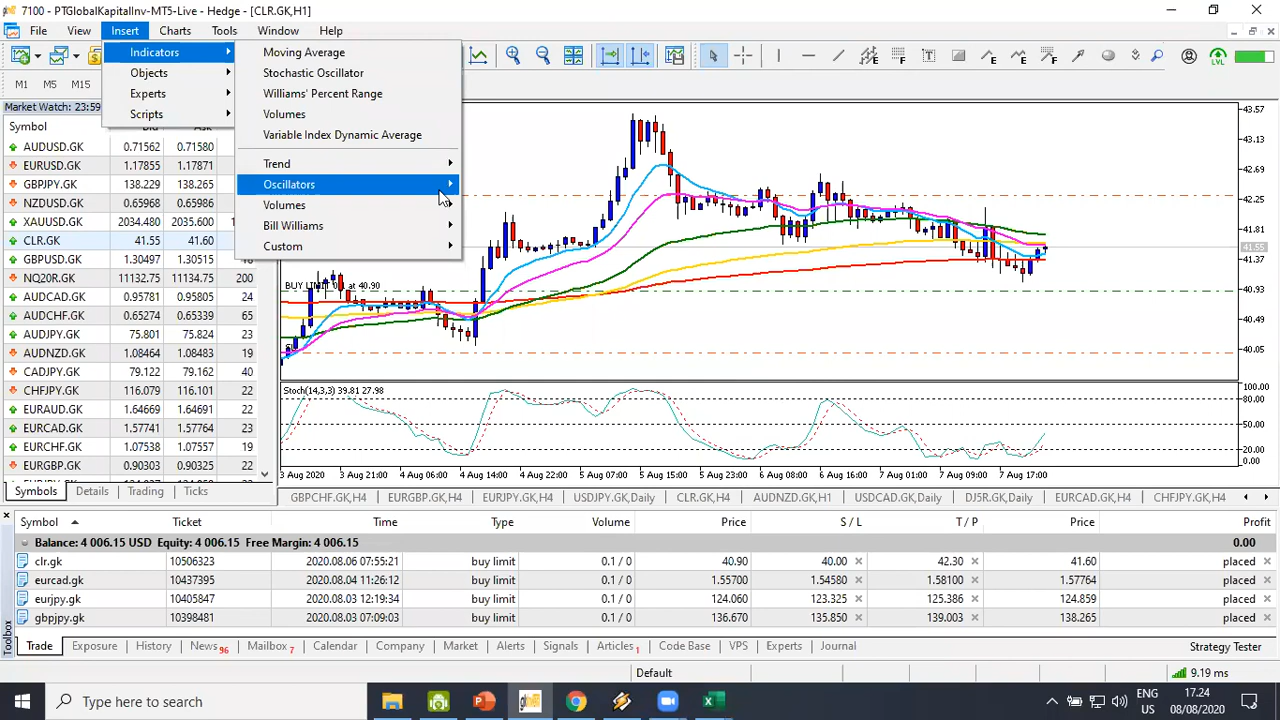 7100 - PTGlobalKapitalInv-MT5-Live - Hedge - [CLR.GK,H1]
File View Insert Charts Tools Window Help
M1 M5 M15
Indicators
Objects
Experts
Scripts
Moving Average
Stochastic Oscillator
Williams' Percent Range
Volumes
Variable Index Dynamic Average
Trend
Oscillators
Volumes
Bill Williams
Custom
LVL
Market Watch: 23:59
Symbol Bid Ask
AUDUSD.GK 0.71562 0.71580
EURUSD.GK 1.17855 1.17871
GBPJPY.GK 138.229 138.265
NZDUSD.GK 0.65966 0.65986
XAUUSD.GK 2034.480 2035.600
CLR.GK 41.55 41.60
GBPUSD.GK 1.30497 1.30515
NQ20R.GK 11132.75 11134.75 200
AUDCAD.GK 0.95781 0.95805 24
AUDCHF.GK 0.65274 0.65339 65
AUDJPY.GK 75.801 75.824 23
AUDNZD.GK 1.08464 1.08483 19
CADJPY.GK 79.122 79.162 40
CHFJPY.GK 116.079 116.101 22
EURAUD.GK 1.64669 1.64691 22
EURCAD.GK 1.57741 1.57764 23
EURCHF.GK 1.07538 1.07557 19
EURGBP.GK 0.90303 0.90325 22
Symbols Details Trading Ticks
BUY LIMIT 0.1 at 40.90
43.57
43.13
42.69
42.25
41.81
41.55
41.37
40.93
40.49
40.05
Stoch(14,3,3) 39.81 27.98
100.00
80.00
50.00
20.00
0.00
3 Aug 2020 3 Aug 21:00 4 Aug 06:00 4 Aug 14:00 4 Aug 22:00 5 Aug 07:00 5 Aug 15:00 5 Aug 23:00 6 Aug 08:00 6 Aug 16:00 7 Aug 01:00 7 Aug 09:00 7 Aug 17:00
GBPCHF.GK,H4 EURGBP.GK,H4 EURJPY.GK,H4 USDJPY.GK,Daily CLR.GK,H4 AUDNZD.GK,H1 USDCAD.GK,Daily DJ5R.GK,Daily EURCAD.GK,H4 CHFJPY.GK,H4
Symbol Ticket Time Type Volume Price S / L T / P Price Profit
Balance: 4 006.15 USD Equity: 4 006.15 Free Margin: 4 006.15 0.00
clr.gk 10506323 2020.08.06 07:55:21 buy limit 0.1 / 0 40.90 40.00 42.30 41.60 placed
eurcad.gk 10437395 2020.08.04 11:26:12 buy limit 0.1 / 0 1.55700 1.54580 1.58100 1.57764 placed
eurjpy.gk 10405847 2020.08.03 12:19:34 buy limit 0.1 / 0 124.060 123.325 125.386 124.859 placed
gbpjpy.gk 10398481 2020.08.03 07:09:03 buy limit 0.1 / 0 136.670 135.850 139.003 138.265 placed
Toolbox
Trade Exposure History News 96 Mailbox 7 Calendar Company Market Alerts Signals Articles 1 Code Base VPS Experts Journal Strategy Tester
Default 9.19 ms
Type here to search
ENG
17.24
08/08/2020